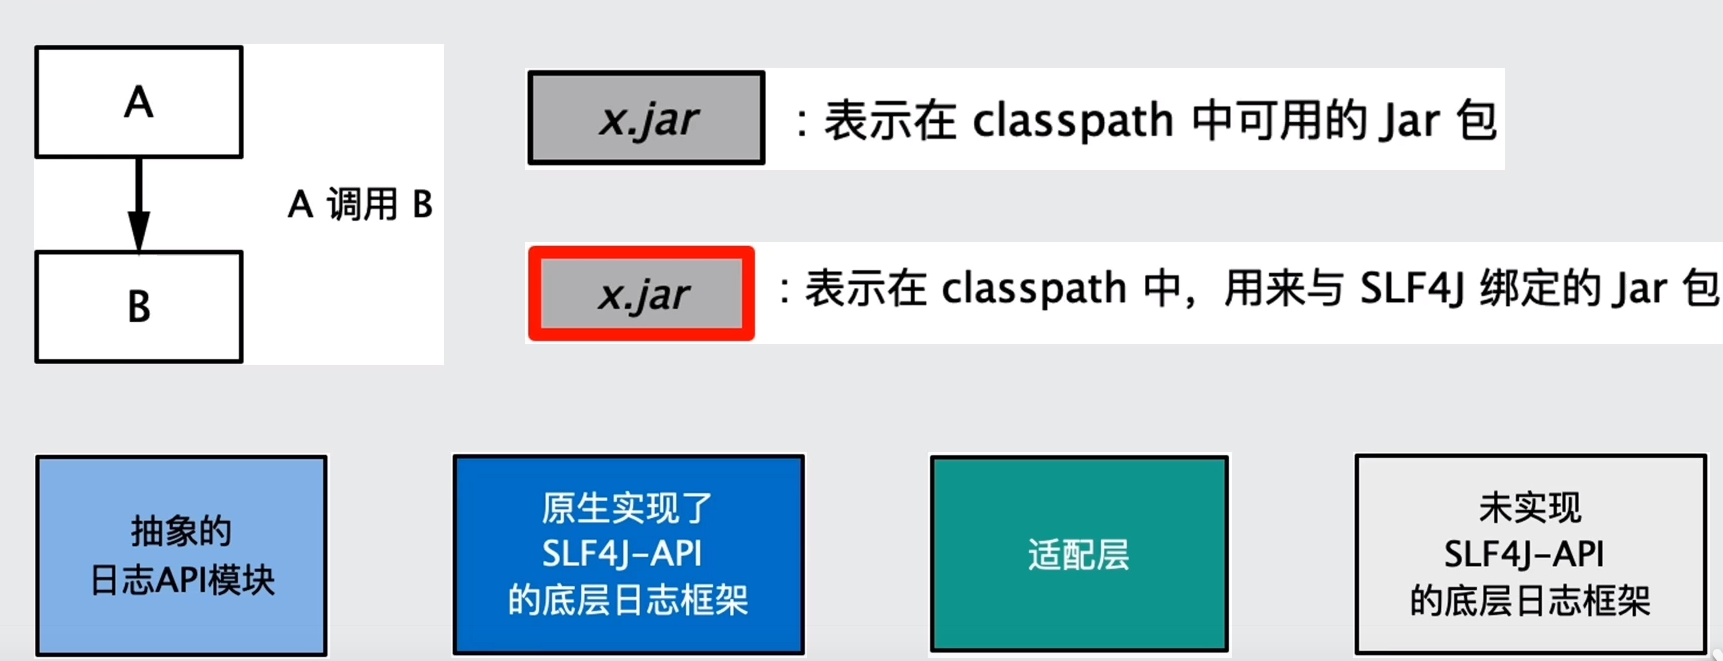 A
A 调用 B
B
x.jar
: 表示在 classpath 中可用的 Jar 包
x.jar
: 表示在 classpath 中，用来与 SLF4J 绑定的 Jar 包
抽象的
日志API模块
原生实现了
SLF4J-API
的底层日志框架
适配层
未实现
SLF4J-API
的底层日志框架